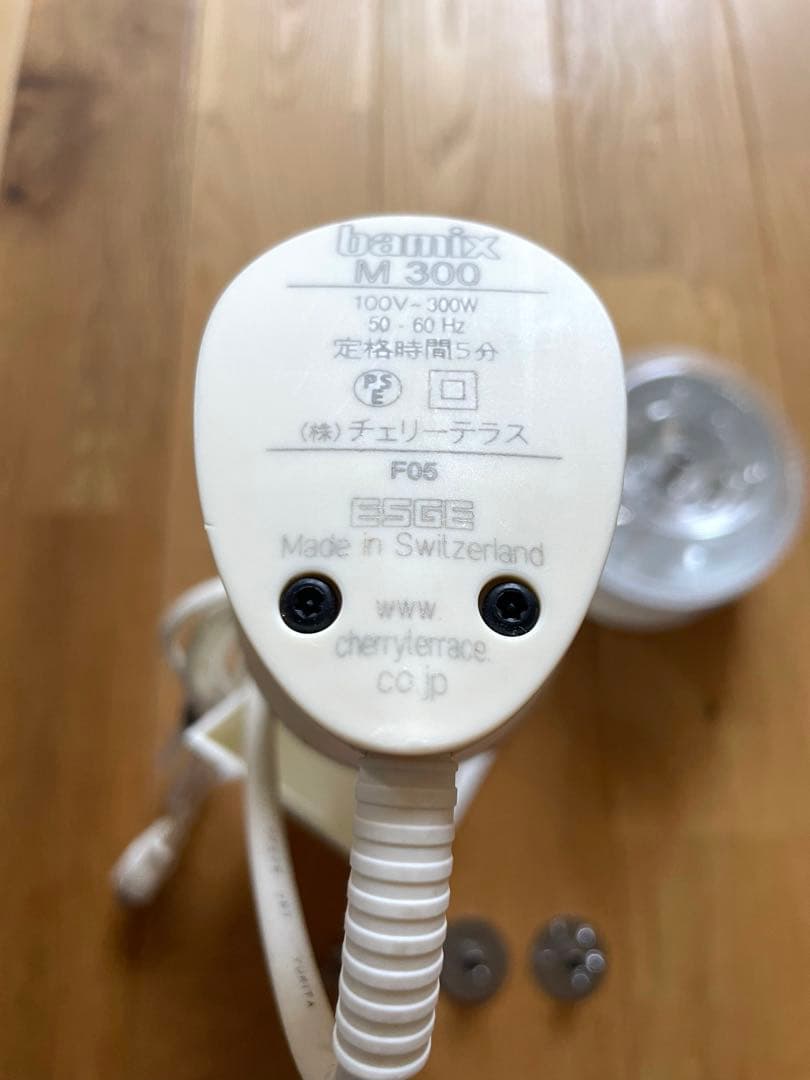 bamix
M 300
100V~300W
50-60 Hz
定格時間5分
PS
E
(株)チェリーテラス
F05
ESGE
Made in Switzerland
www.
cherryterrace.
co.jp